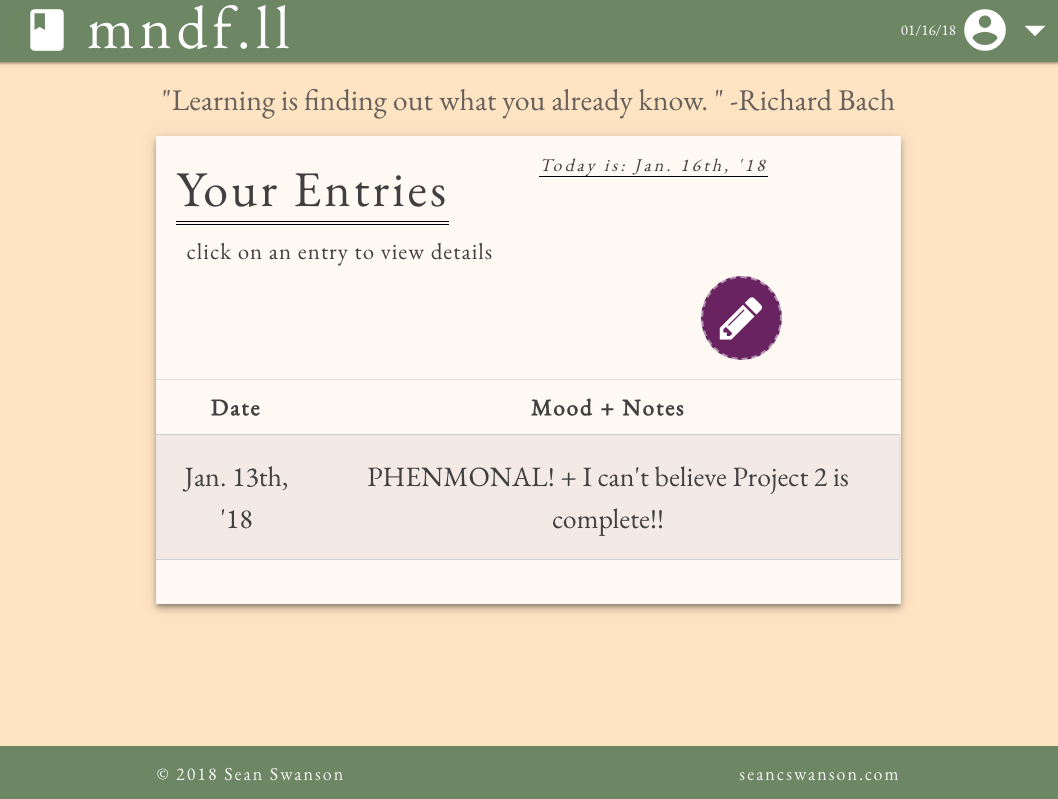 mndf.ll
01/16/18
"Learning is finding out what you already know. " -Richard Bach
Today is: Jan. 16th, '18
Your Entries
click on an entry to view details
Date Mood + Notes
Jan. 13th, PHENMONAL! + I can't believe Project 2 is
'18 complete!!
© 2018 Sean Swanson
seancswanson.com